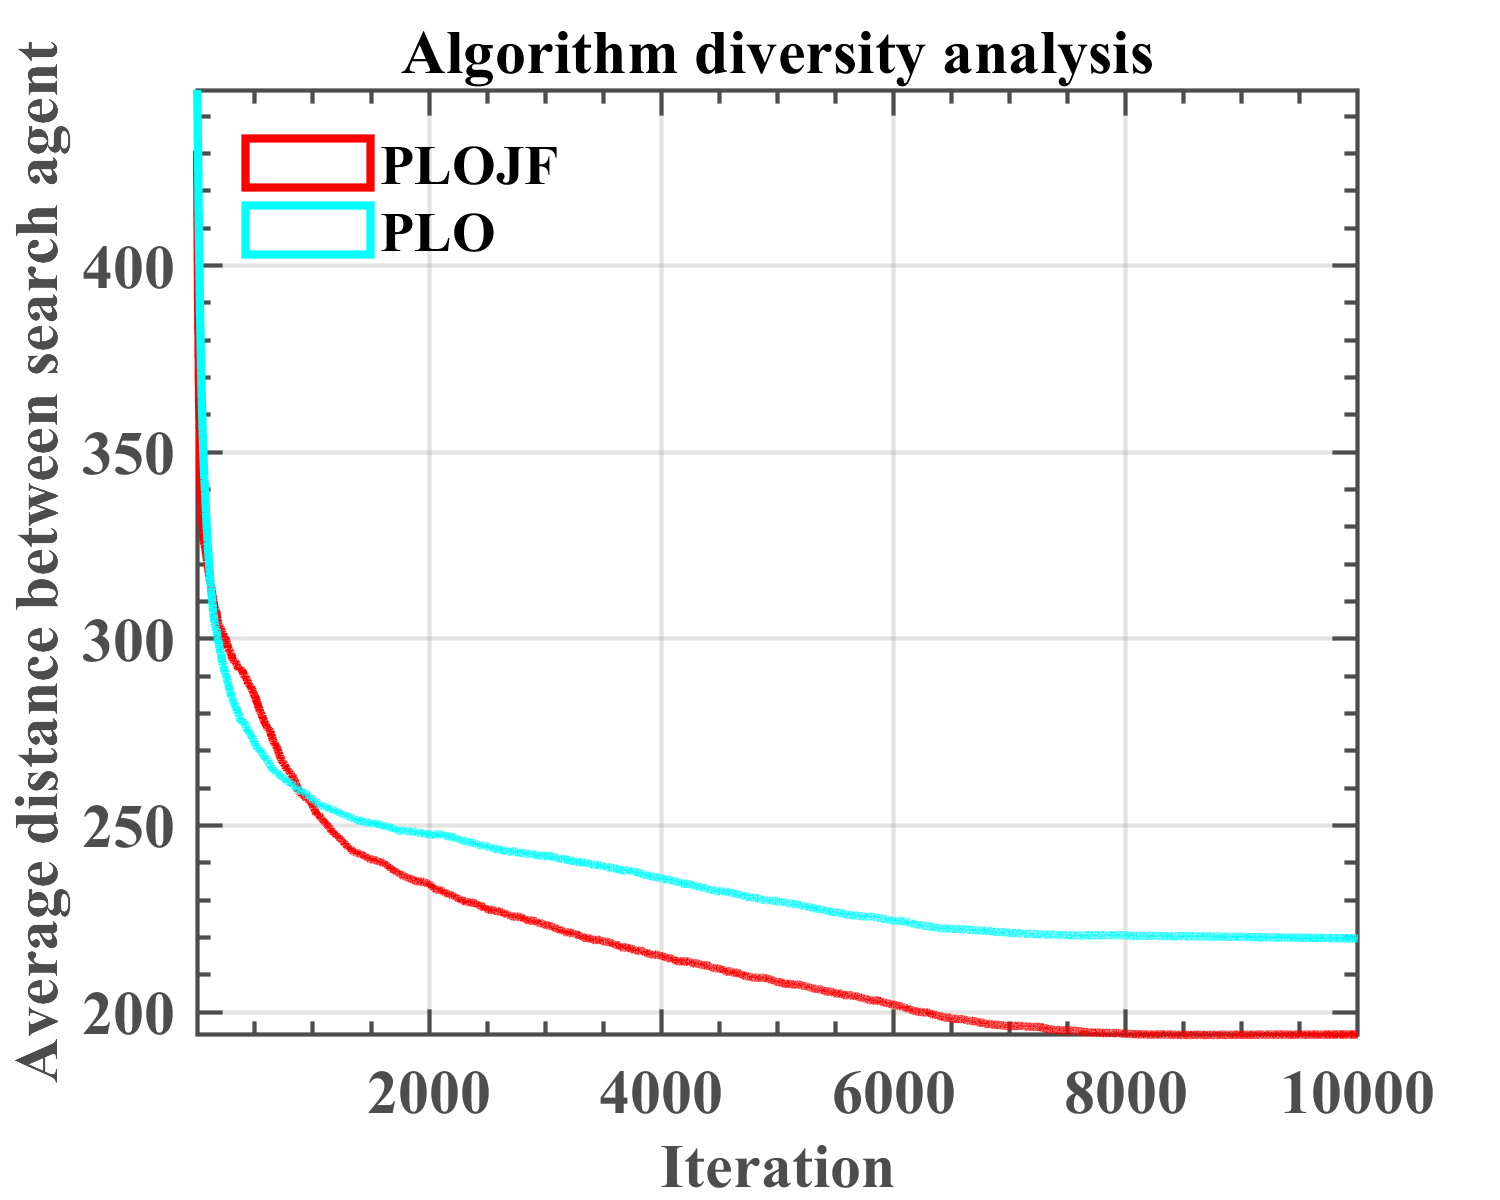 Algorithm diversity analysis
Average distance between search agent
PLOJF
PLO
400
350
300
250
200
2000 4000 6000 8000 10000
Iteration